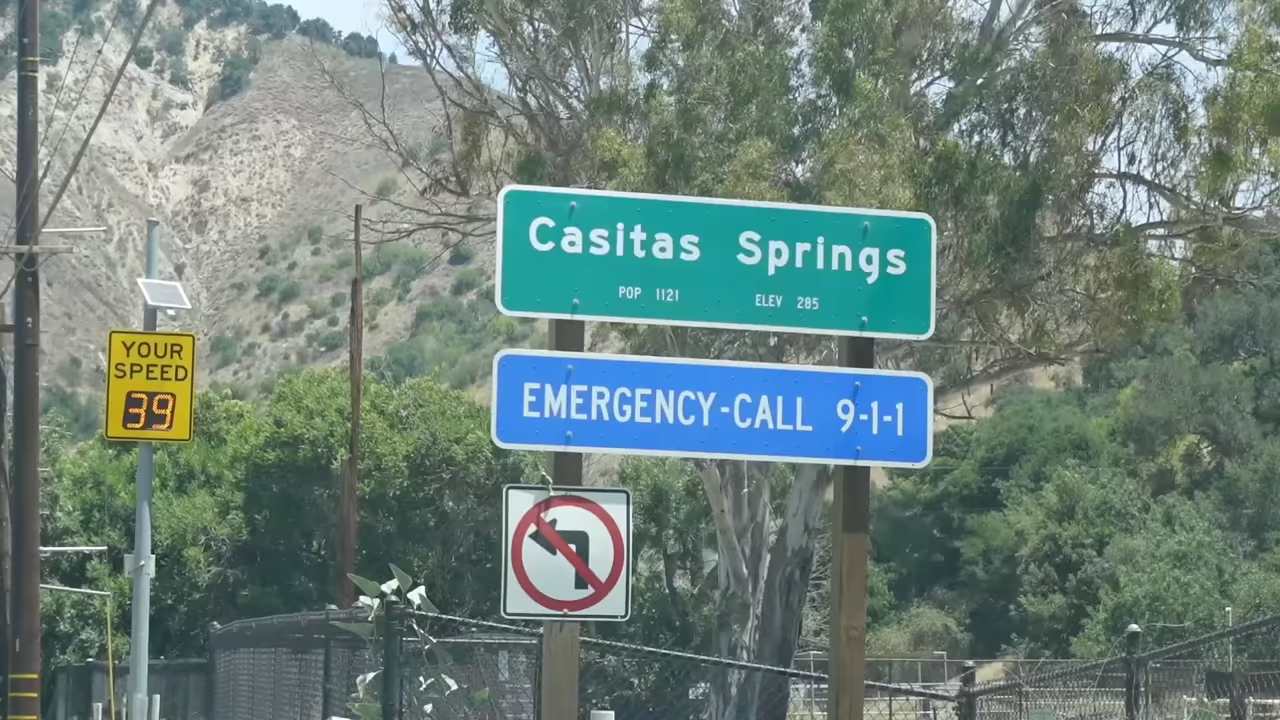 Casitas Springs
POP 1121 ELEV 285
EMERGENCY-CALL 9-1-1
YOUR
SPEED
39